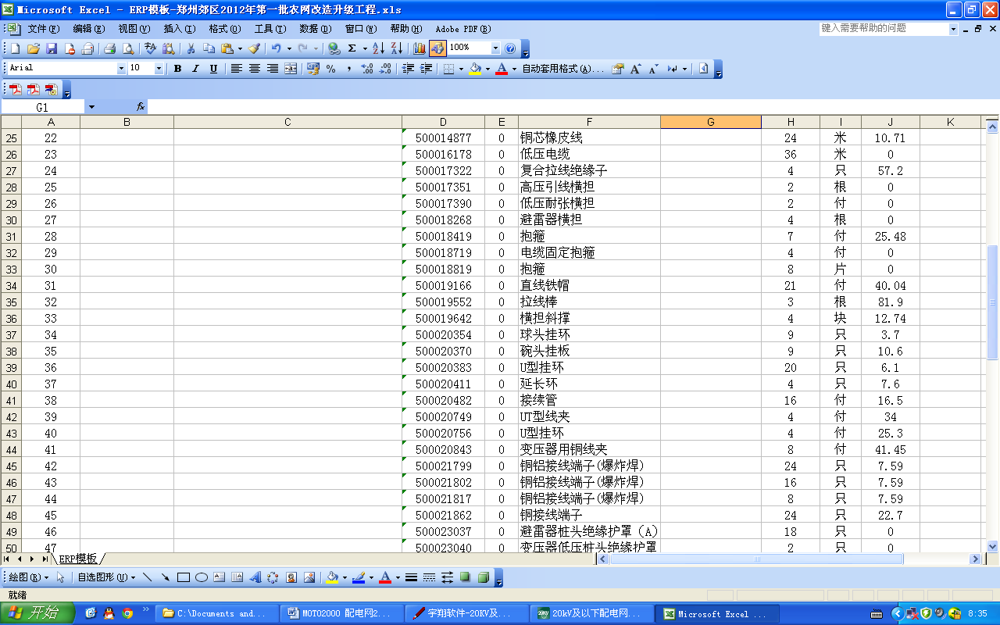 Microsoft Excel - ERP模板-郑州郊区2012年第一批农网改造升级工程.xls
文件(F) 编辑(E) 视图(V) 插入(I) 格式(O) 工具(T) 数据(D) 窗口(W) 帮助(H) Adobe PDF(B) 键入需要帮助的问题
100%
Arial 10 B I U 自动套用格式(A)...
G1 fx
A B C D E F G H I J K
25 22 500014877 0 铜芯橡皮线 24 米 10.71
26 23 500016178 0 低压电缆 36 米 0
27 24 500017322 0 复合拉线绝缘子 4 只 57.2
28 25 500017351 0 高压引线横担 2 根 0
29 26 500017390 0 低压耐张横担 2 付 0
30 27 500018268 0 避雷器横担 4 根 0
31 28 500018419 0 抱箍 7 付 25.48
32 29 500018719 0 电缆固定抱箍 4 付 0
33 30 500018819 0 抱箍 8 片 0
34 31 500019166 0 直线铁帽 21 付 40.04
35 32 500019552 0 拉线棒 3 根 81.9
36 33 500019642 0 横担斜撑 4 块 12.74
37 34 500020354 0 球头挂环 9 只 3.7
38 35 500020370 0 碗头挂板 9 只 10.6
39 36 500020383 0 U型挂环 20 只 6.1
40 37 500020411 0 延长环 4 只 7.6
41 38 500020482 0 接续管 16 付 16.5
42 39 500020749 0 UT型线夹 4 付 34
43 40 500020756 0 U型挂环 4 付 25.3
44 41 500020843 0 变压器用铜线夹 8 付 41.45
45 42 500021799 0 铜铝接线端子(爆炸焊) 24 只 7.59
46 43 500021802 0 铜铝接线端子(爆炸焊) 16 只 7.59
47 44 500021817 0 铜铝接线端子(爆炸焊) 8 只 7.59
48 45 500021862 0 铜接线端子 24 只 22.7
49 46 500023037 0 避雷器桩头绝缘护罩（A） 18 只 0
50 47 500023040 0 变压器低压桩头绝缘护罩 2 只 0
ERP模板
绘图(R) 自选图形(U)
就绪
开始 C:\Documents and... MOTO2000 配电网2... 宇翔软件-20KV及... 20kV及以下配电网... Microsoft Excel ... 8:35